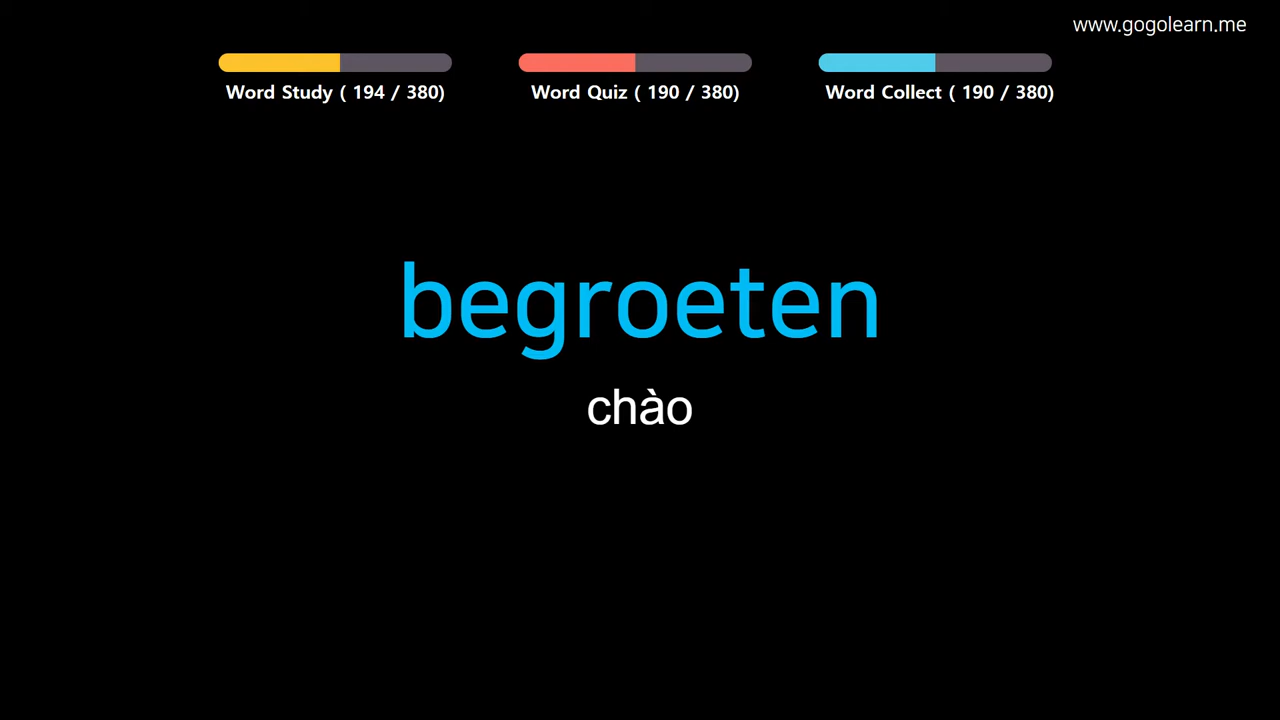 www.gogolearn.me
Word Study ( 194 / 380)
Word Quiz ( 190 / 380)
Word Collect ( 190 / 380)
begroeten
chào